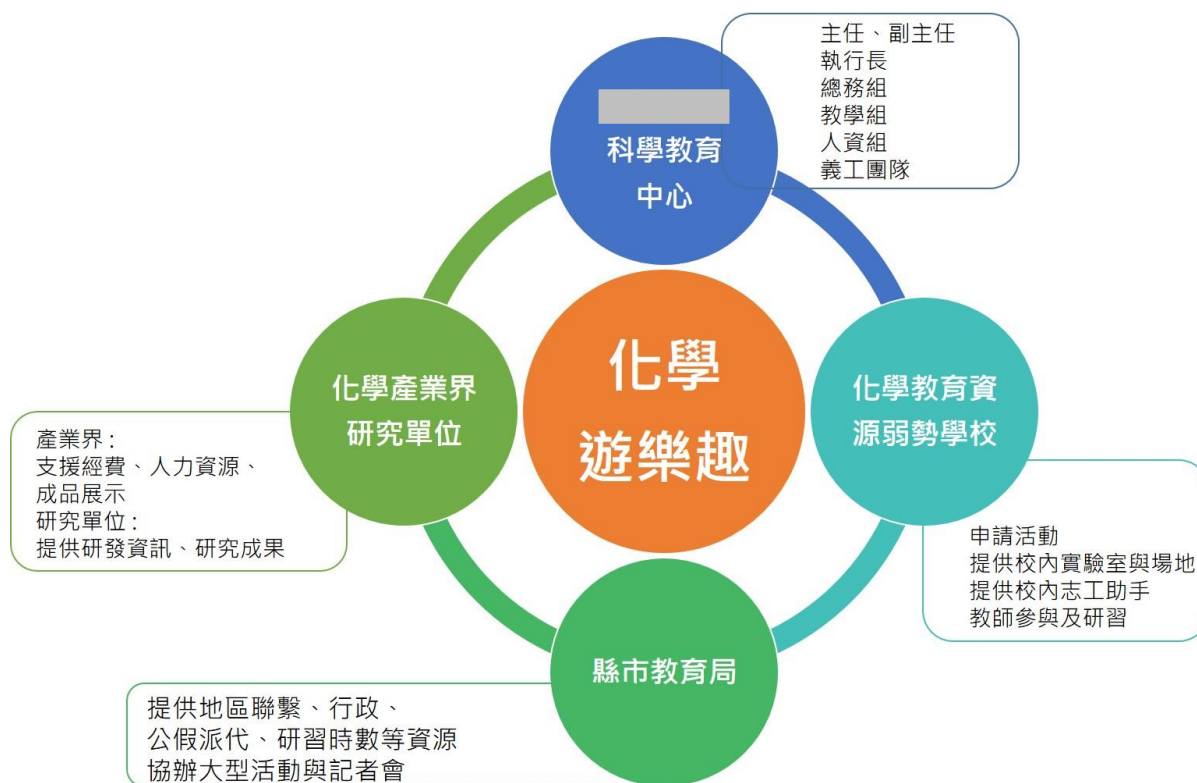 主任、副主任
執行長
總務組
教學組
人資組
義工團隊
科學教育
中心
化學
遊樂趣
化學產業界
研究單位
化學教育資
源弱勢學校
產業界：
支援經費、人力資源、
成品展示
研究單位：
提供研發資訊、研究成果
申請活動
提供校內實驗室與場地
提供校內志工助手
教師參與及研習
縣市教育局
提供地區聯繫、行政、
公假派代、研習時數等資源
協辦大型活動與記者會